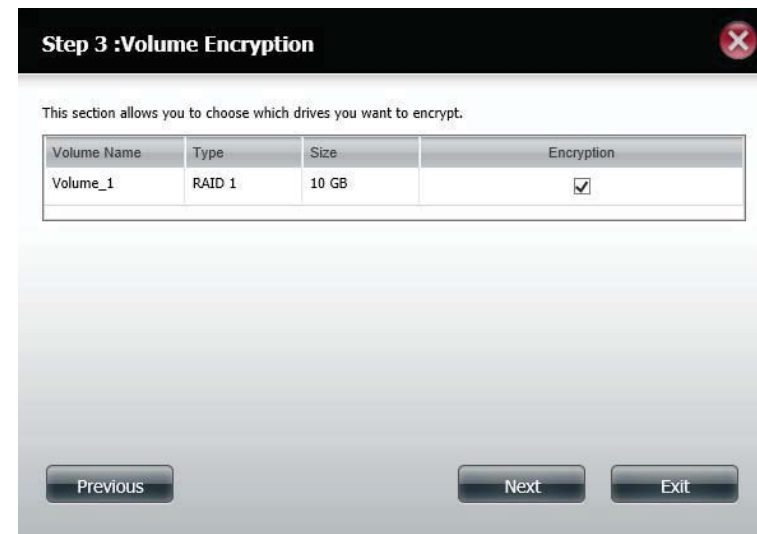 Step 3 :Volume Encryption
This section allows you to choose which drives you want to encrypt.
Volume Name Type Size Encryption
Volume_1 RAID 1 10 GB
Previous Next Exit